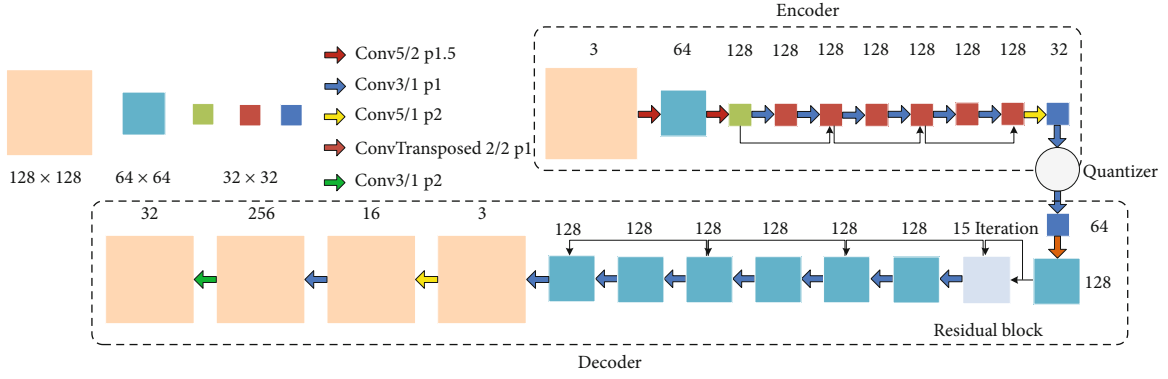 Encoder
3 64 128 128 128 128 128 128 128 32
Conv5/2 p1.5
Conv3/1 p1
Conv5/1 p2
ConvTransposed 2/2 p1
Conv3/1 p2
128 × 128 64 × 64 32 × 32
Quantizer
32 256 16 3
128 128 128 128 128 128 15 Iteration 64
128
Residual block
Decoder